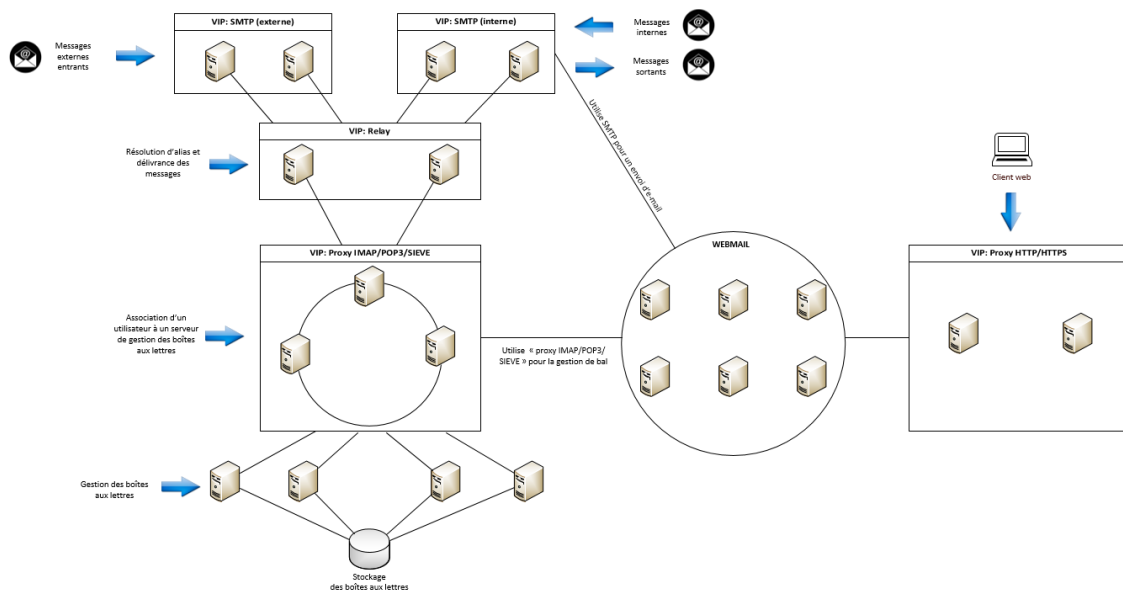 VIP: SMTP (externe)
VIP: SMTP (interne)
Messages
externes
entrants
Messages
internes
Messages
sortants
VIP: Relay
Résolution d'alias et
délivrance des
messages
Utilise SMTP pour un envoi d'e-mail
Client web
VIP: Proxy IMAP/POP3/SIEVE
WEBMAIL
VIP: Proxy HTTP/HTTPS
Association d'un
utilisateur à un serveur
de gestion des boîtes
aux lettres
Utilise « proxy IMAP/POP3/
SIEVE » pour la gestion de bal
Gestion des boîtes
aux lettres
Stockage
des boîtes aux lettres